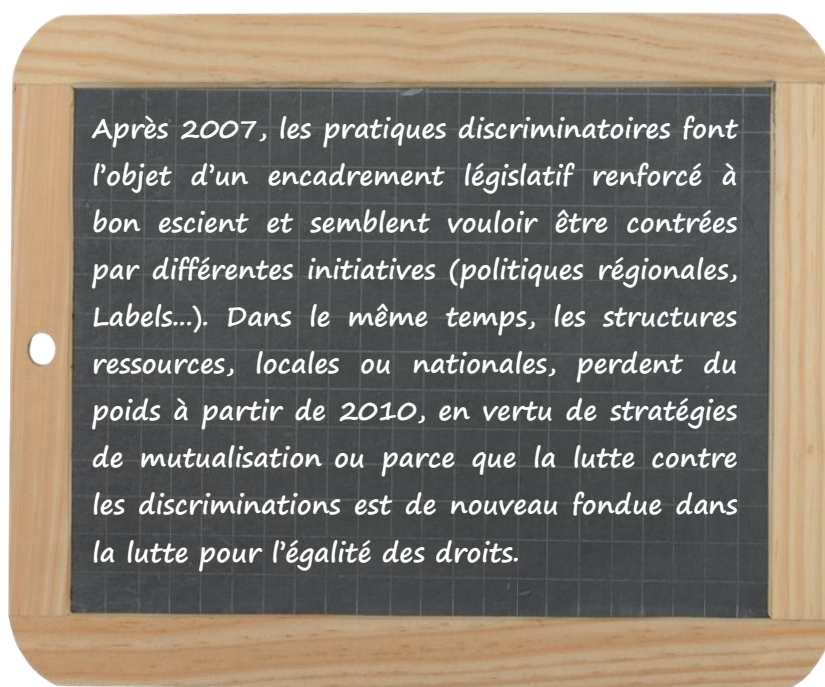 Après 2007, les pratiques discriminatoires font
l'objet d'un encadrement législatif renforcé à
bon escient et semblent vouloir être contrées
par différentes initiatives (politiques régionales,
Labels...). Dans le même temps, les structures
ressources, locales ou nationales, perdent du
poids à partir de 2010, en vertu de stratégies
de mutualisation ou parce que la lutte contre
les discriminations est de nouveau fondue dans
la lutte pour l'égalité des droits.